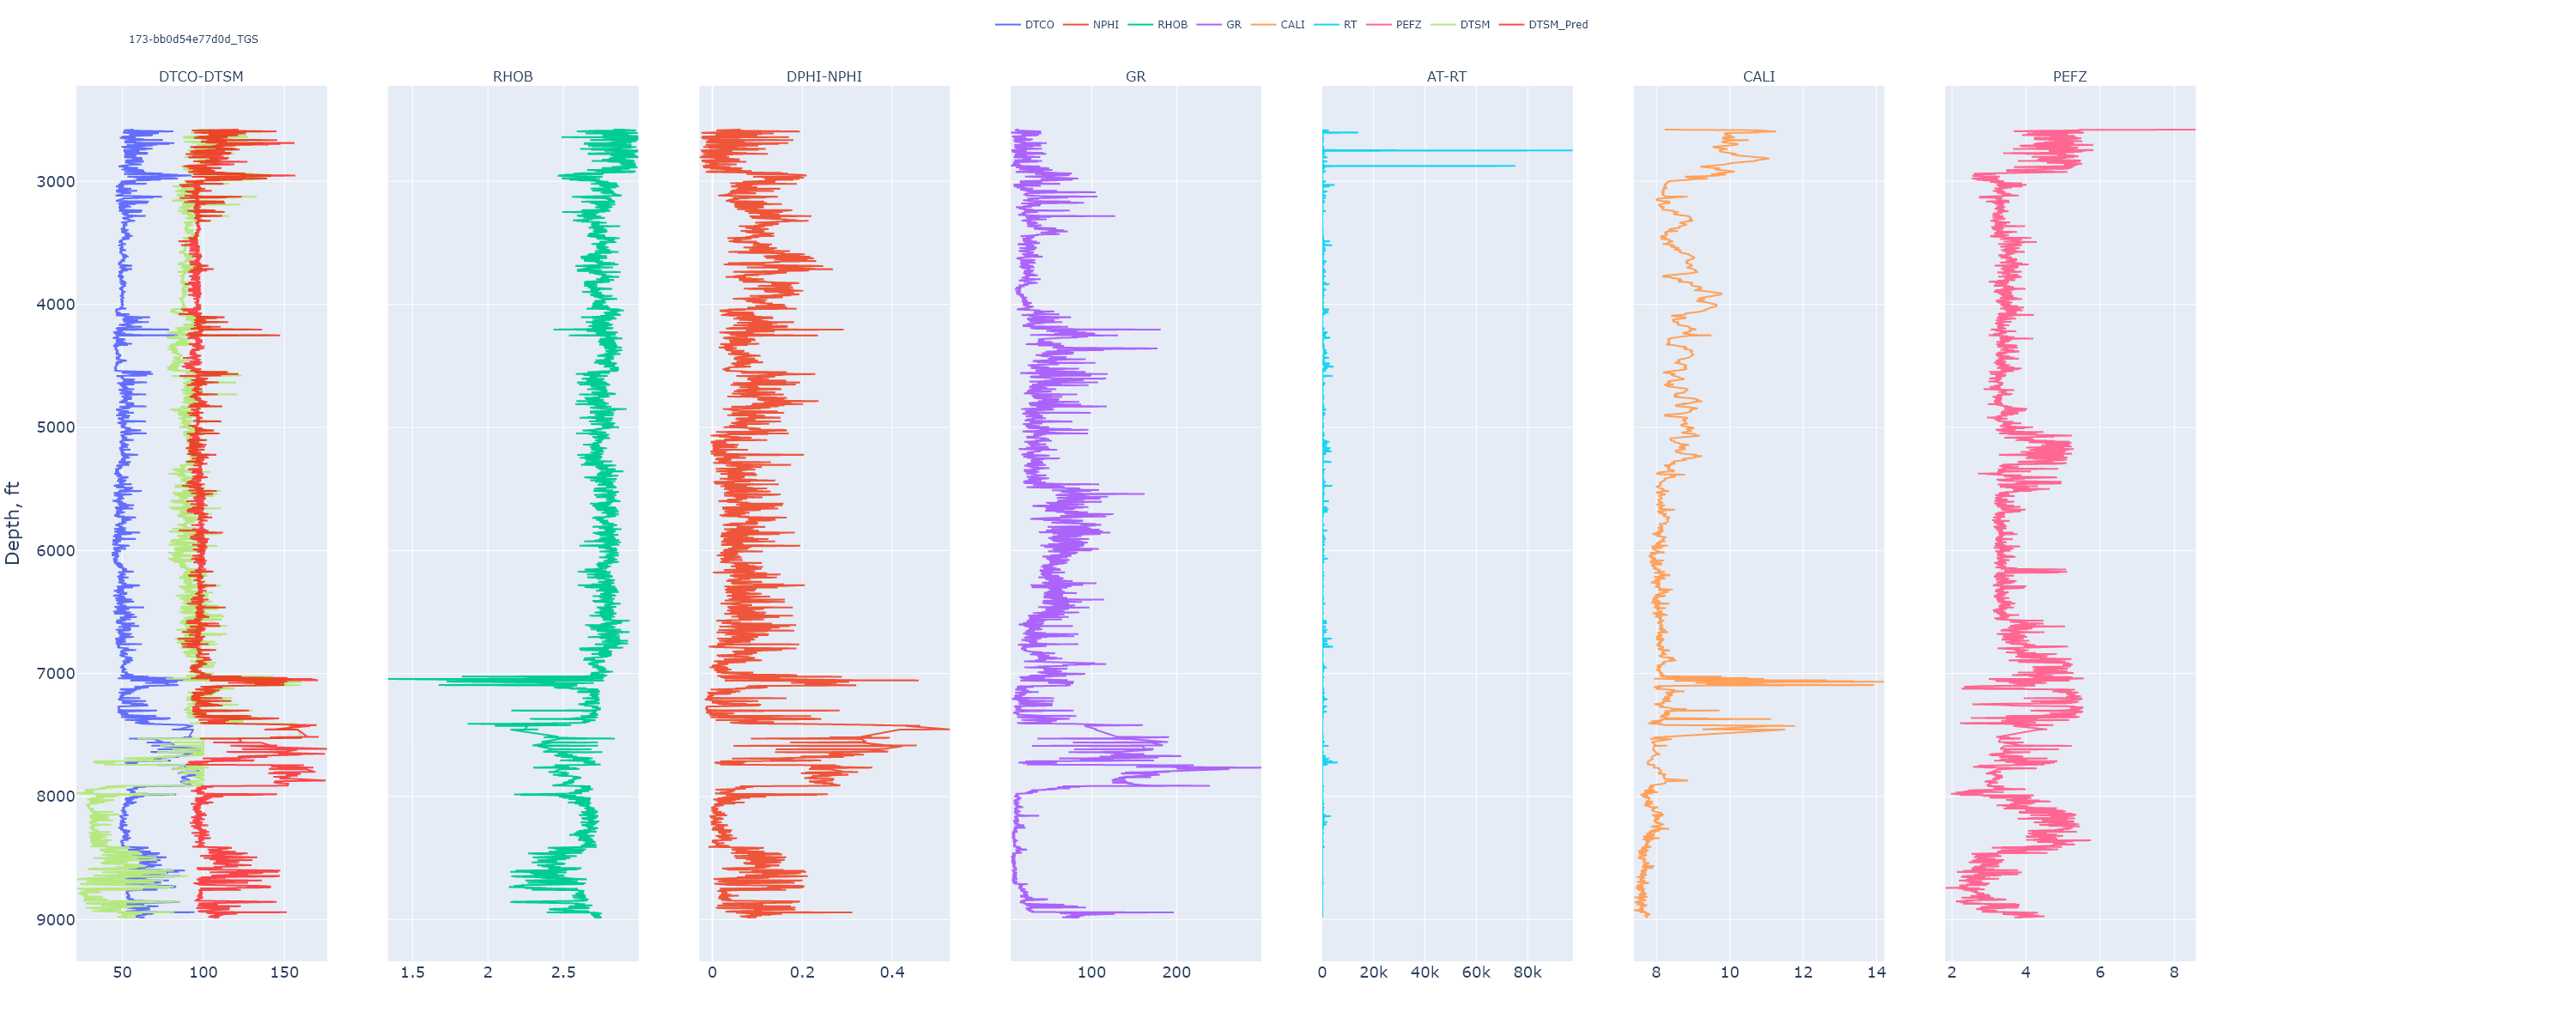 DTCO NPHI RHOB GR CALI RT PEFZ DTSM DTSM_Pred
173-bb0d54e77d0d_TGS
DTCO-DTSM RHOB DPHI-NPHI GR AT-RT CALI PEFZ
Depth, ft
3000
4000
5000
6000
7000
8000
9000
50 100 150 1.5 2 2.5 0 0.2 0.4 100 200 0 20k 40k 60k 80k 8 10 12 14 2 4 6 8